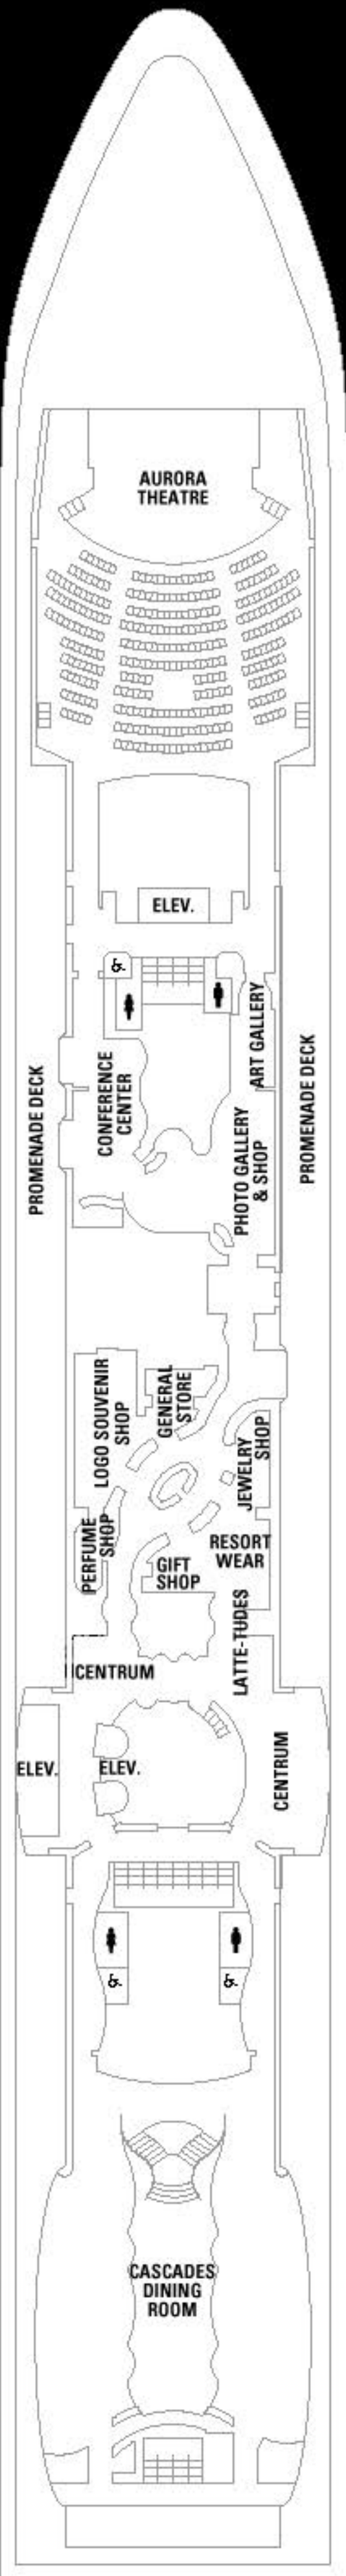 AURORA
THEATRE
ELEV.
ART GALLERY
CONFERENCE
CENTER
PROMENADE DECK
PROMENADE DECK
PHOTO GALLERY
& SHOP
LOGO SOUVENIR
SHOP
GENERAL
STORE
JEWELRY
SHOP
PERFUME
SHOP
RESORT
WEAR
GIFT
SHOP
LATTE-TUDES
CENTRUM
CENTRUM
ELEV.
ELEV.
CASCADES
DINING
ROOM